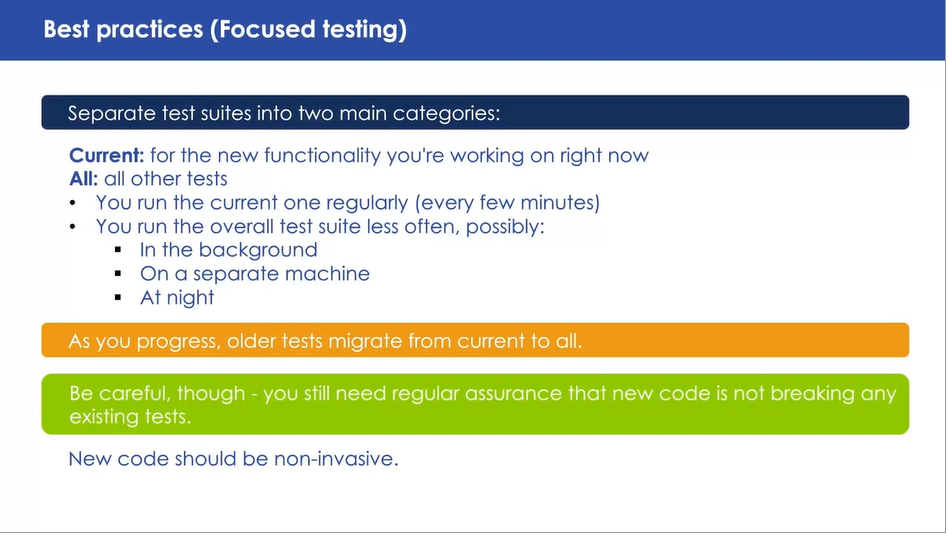 Best practices (Focused testing)
Separate test suites into two main categories:
Current: for the new functionality you're working on right now
All: all other tests
• You run the current one regularly (every few minutes)
• You run the overall test suite less often, possibly:
▪ In the background
▪ On a separate machine
▪ At night
As you progress, older tests migrate from current to all.
Be careful, though - you still need regular assurance that new code is not breaking any
existing tests.
New code should be non-invasive.